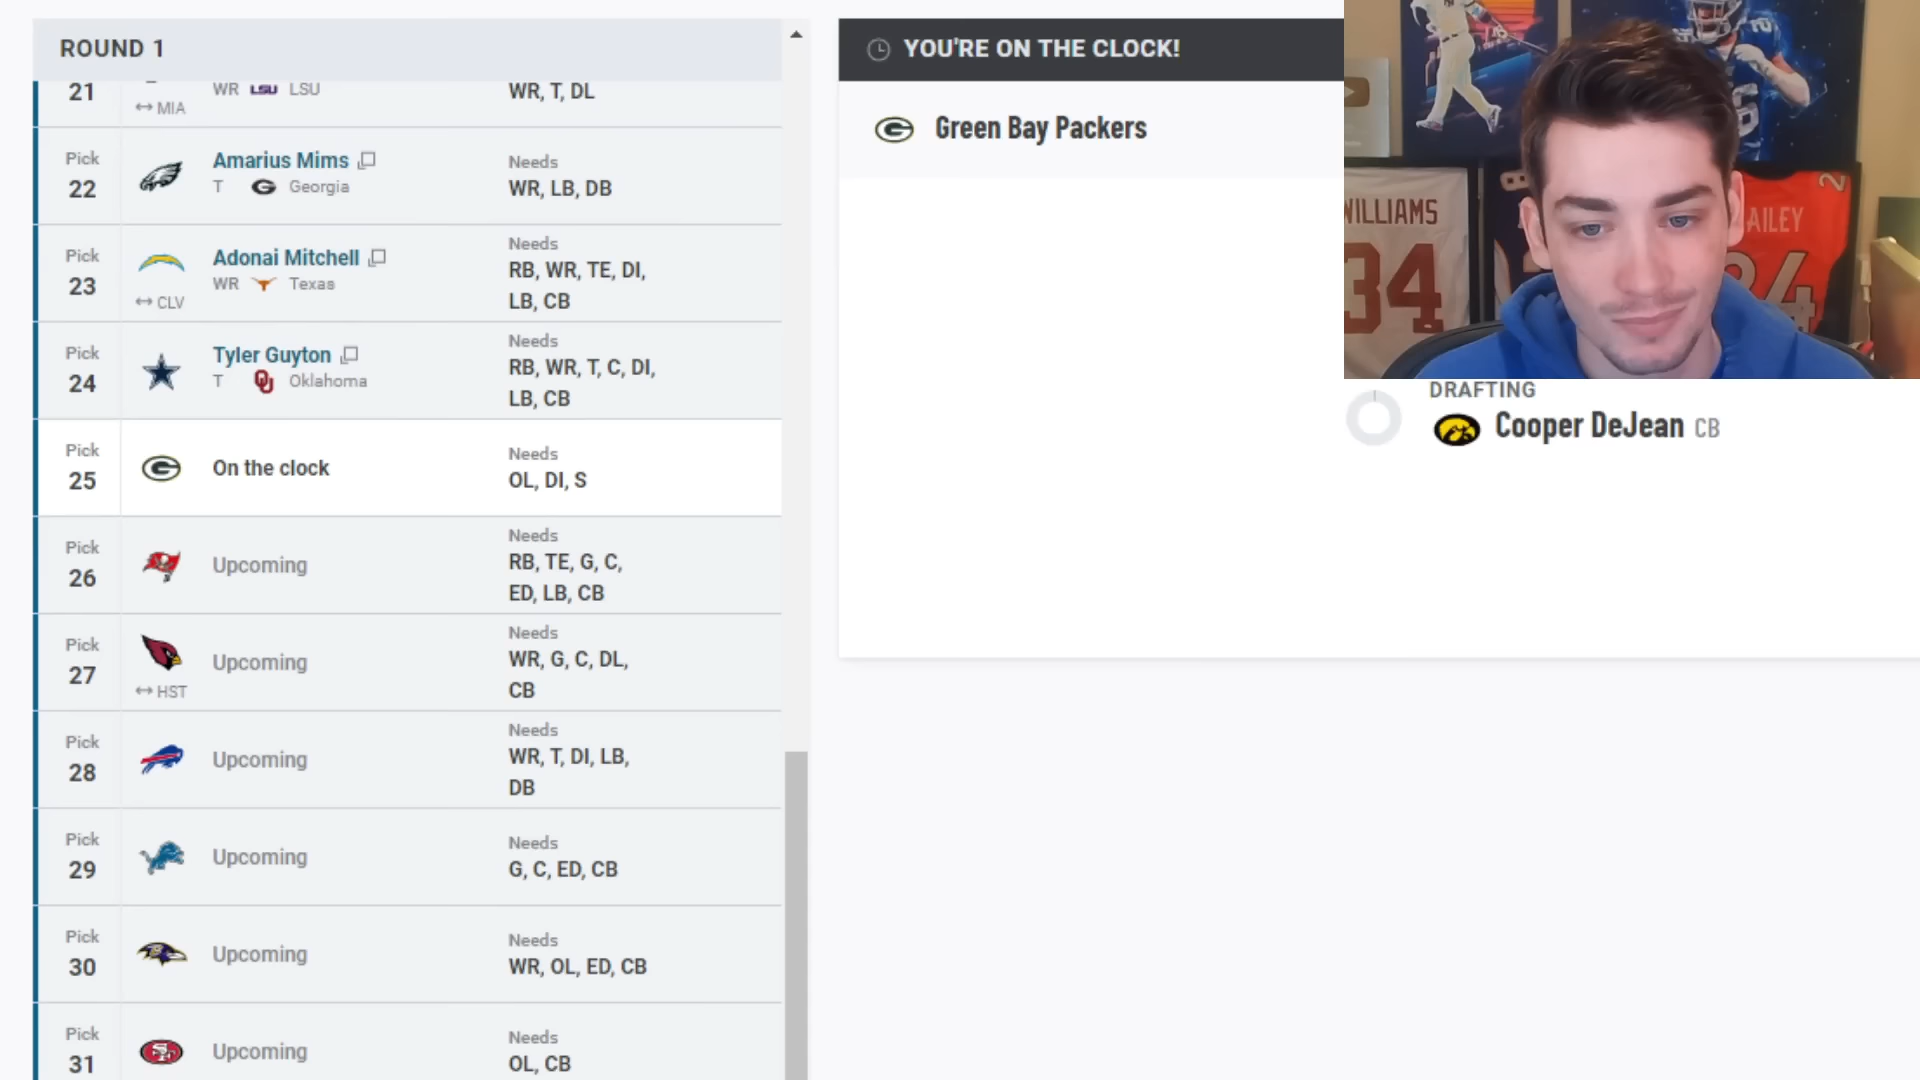 ROUND 1
21
WR LSU LSU
↔ MIA
WR, T, DL
Pick
22
Amarius Mims
T Georgia
Needs
WR, LB, DB
Pick
23
↔ CLV
Adonai Mitchell
WR Texas
Needs
RB, WR, TE, DI,
LB, CB
Pick
24
Tyler Guyton
T OU Oklahoma
Needs
RB, WR, T, C, DI,
LB, CB
Pick
25
On the clock
Needs
OL, DI, S
Pick
26
Upcoming
Needs
RB, TE, G, C,
ED, LB, CB
Pick
27
↔ HST
Upcoming
Needs
WR, G, C, DL,
CB
Pick
28
Upcoming
Needs
WR, T, DI, LB,
DB
Pick
29
Upcoming
Needs
G, C, ED, CB
Pick
30
Upcoming
Needs
WR, OL, ED, CB
Pick
31
SF
Upcoming
Needs
OL, CB
YOU'RE ON THE CLOCK!
G Green Bay Packers
WILLIAMS
34
AILEY
24
2
26
DRAFTING
Cooper DeJean CB